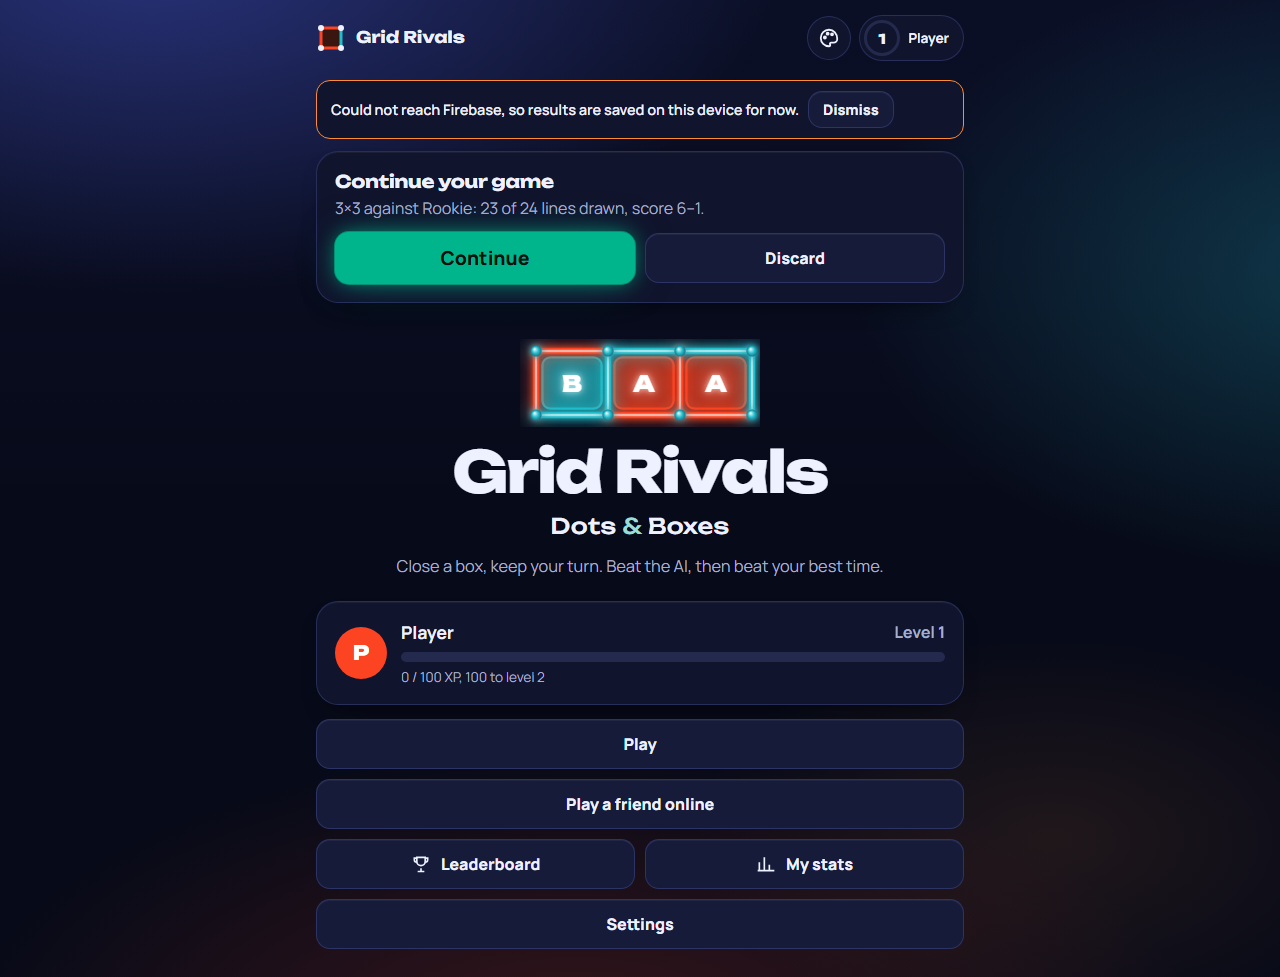 Grid Rivals
1 Player
Could not reach Firebase, so results are saved on this device for now. Dismiss
Continue your game
3×3 against Rookie: 23 of 24 lines drawn, score 6–1.
Continue Discard
B A A
Grid Rivals
Dots & Boxes
Close a box, keep your turn. Beat the AI, then beat your best time.
P Player Level 1
0 / 100 XP, 100 to level 2
Play
Play a friend online
Leaderboard My stats
Settings